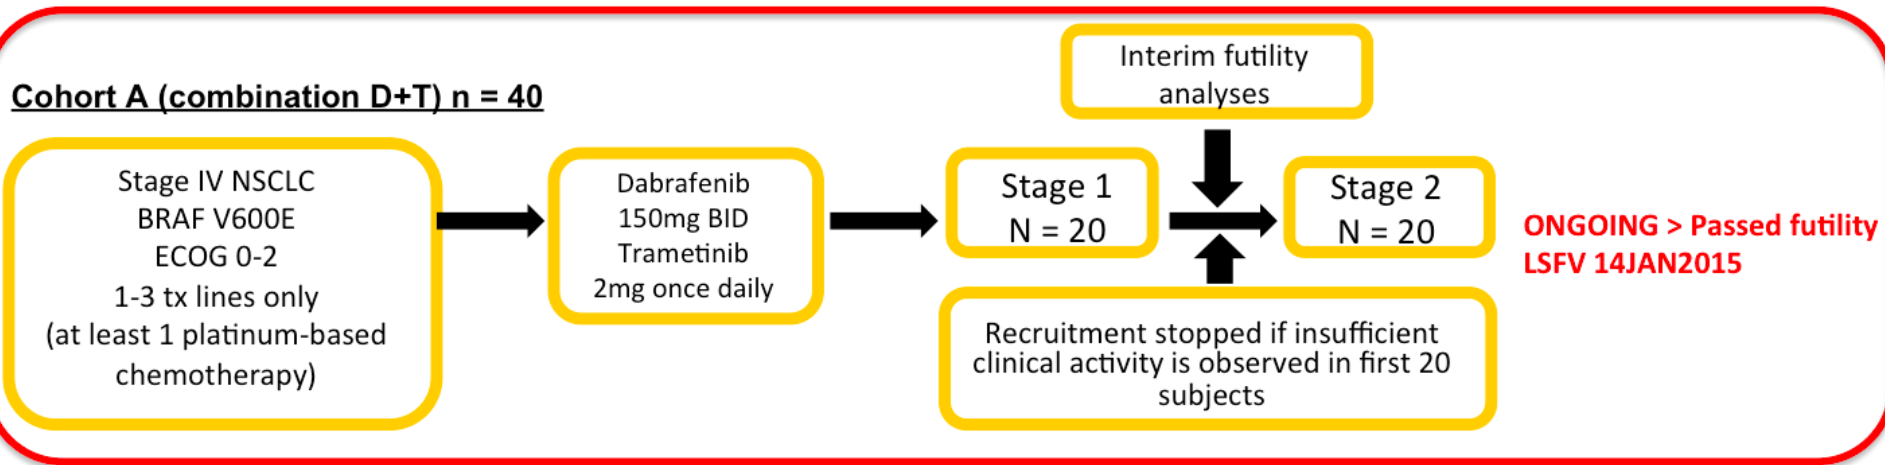 Cohort A (combination D+T) n = 40
Stage IV NSCLC
BRAF V600E
ECOG 0-2
1-3 tx lines only
(at least 1 platinum-based
chemotherapy)
Dabrafenib
150mg BID
Trametinib
2mg once daily
Stage 1
N = 20
Interim futility
analyses
Recruitment stopped if insufficient
clinical activity is observed in first 20
subjects
Stage 2
N = 20
ONGOING > Passed futility
LSFV 14JAN2015